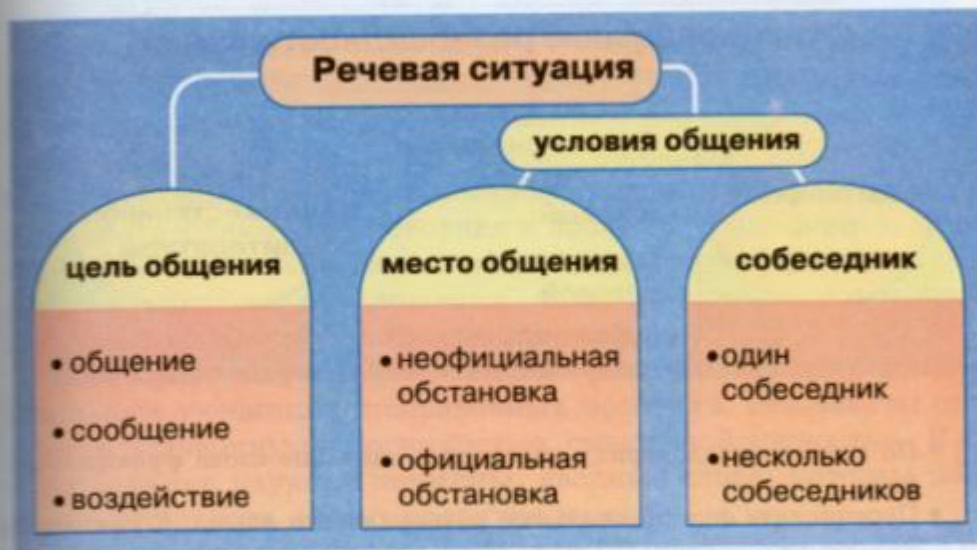 Речевая ситуация
условия общения
цель общения
• общение
• сообщение
• воздействие
место общения
• неофициальная
обстановка
• официальная
обстановка
собеседник
• один
собеседник
• несколько
собеседников